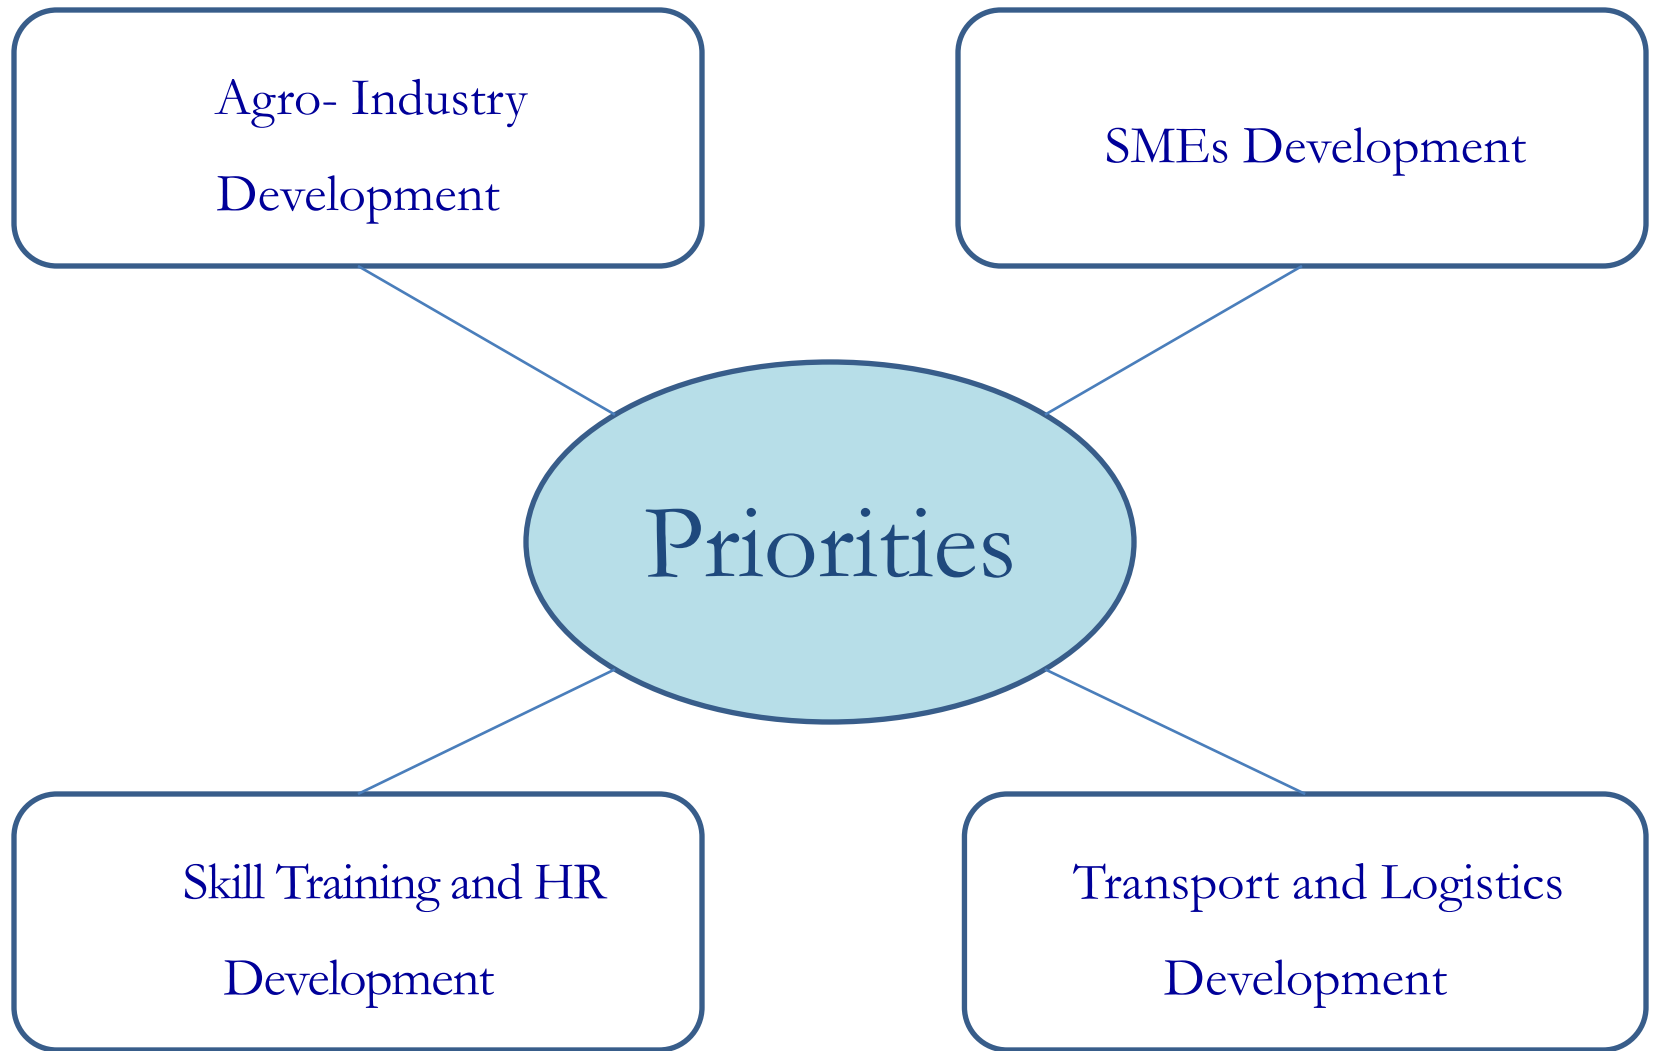 Agro- Industry
Development
SMEs Development
Priorities
Skill Training and HR
Development
Transport and Logistics
Development